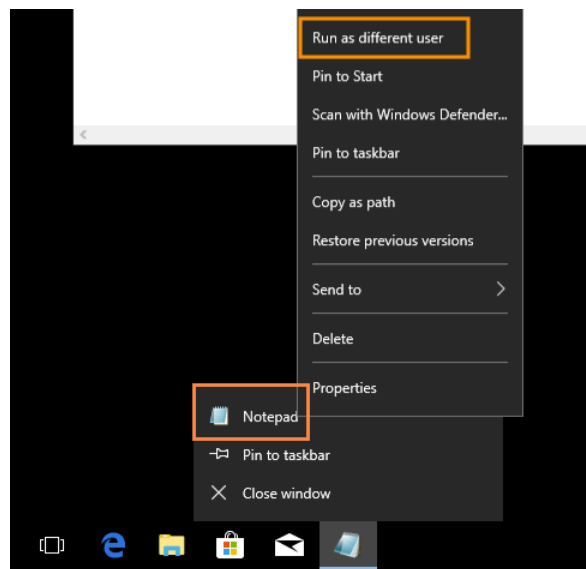 Run as different user
Pin to Start
Scan with Windows Defender...
Pin to taskbar
Copy as path
Restore previous versions
Send to
Delete
Properties
Notepad
Pin to taskbar
Close window